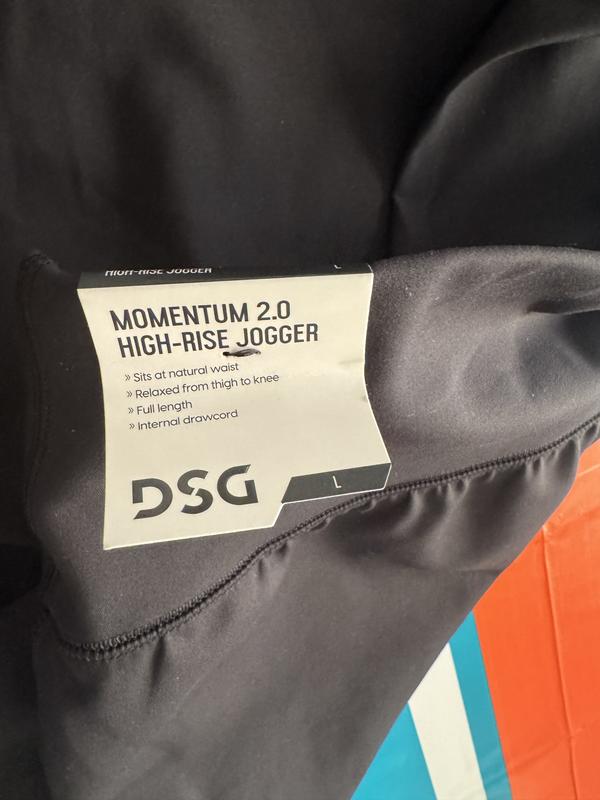 HIGH-RISE JOGGER L
MOMENTUM 2.0
HIGH-RISE JOGGER
» Sits at natural waist
» Relaxed from thigh to knee
» Full length
» Internal drawcord
DSG
L